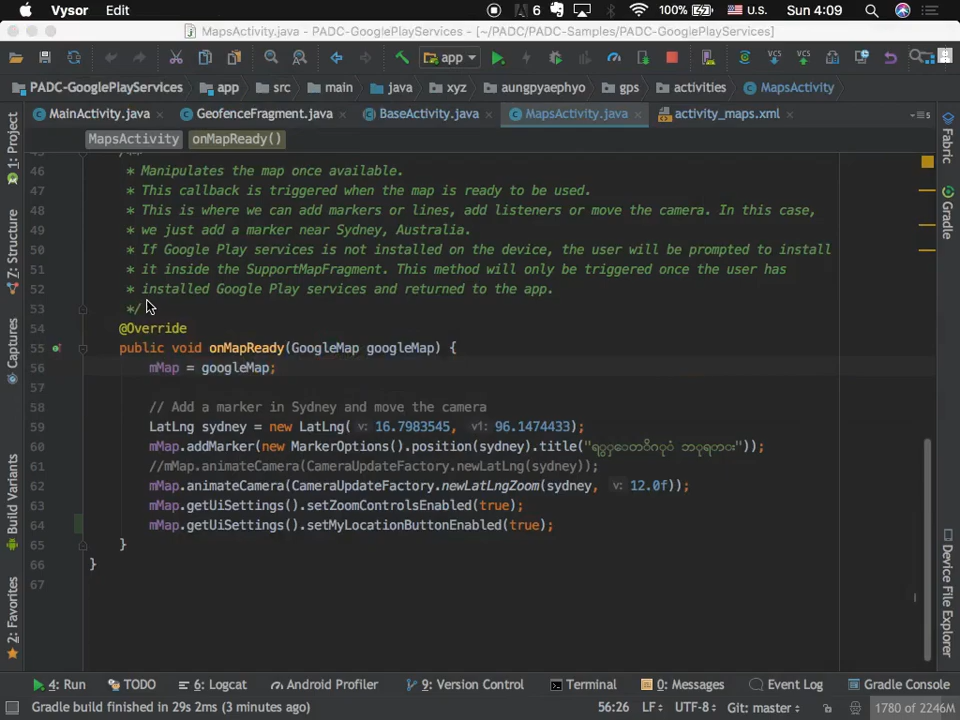 Vysor Edit 6 100% U.S. Sun 4:09
MapsActivity.java - PADC-GooglePlayServices - [~/PADC/PADC-Samples/PADC-GooglePlayServices]
app
PADC-GooglePlayServices app src main java xyz aungpyaephyo gps activities MapsActivity
MainActivity.java × GeofenceFragment.java × BaseActivity.java × MapsActivity.java × activity_maps.xml ×
MapsActivity onMapReady()
46 * Manipulates the map once available.
47 * This callback is triggered when the map is ready to be used.
48 * This is where we can add markers or lines, add listeners or move the camera. In this case,
49 * we just add a marker near Sydney, Australia.
50 * If Google Play services is not installed on the device, the user will be prompted to install
51 * it inside the SupportMapFragment. This method will only be triggered once the user has
52 * installed Google Play services and returned to the app.
53 */
54 @Override
55 public void onMapReady(GoogleMap googleMap) {
56 mMap = googleMap;
57
58 // Add a marker in Sydney and move the camera
59 LatLng sydney = new LatLng( v: 16.7983545, v1: 96.1474433);
60 mMap.addMarker(new MarkerOptions().position(sydney).title("
"));
61 //mMap.animateCamera(CameraUpdateFactory.newLatLng(sydney));
62 mMap.animateCamera(CameraUpdateFactory.newLatLngZoom(sydney, v: 12.0f));
63 mMap.getUiSettings().setZoomControlsEnabled(true);
64 mMap.getUiSettings().setMyLocationButtonEnabled(true);
65 }
66 }
67
1: Project
7: Structure
Captures
Build Variants
2: Favorites
Fabric
Gradle
Device File Explorer
4: Run TODO 6: Logcat Android Profiler 9: Version Control Terminal 0: Messages Event Log Gradle Console
Gradle build finished in 29s 2ms (3 minutes ago) 56:26 LF÷ UTF-8÷ Git: master÷ 1780 of 2246M